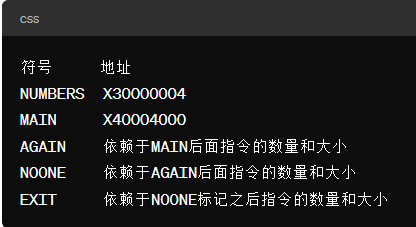 css
符号 地址
NUMBERS X30000004
MAIN X40004000
AGAIN 依赖于MAIN后面指令的数量和大小
NOONE 依赖于AGAIN后面指令的数量和大小
EXIT 依赖于NOONE标记之后指令的数量和大小